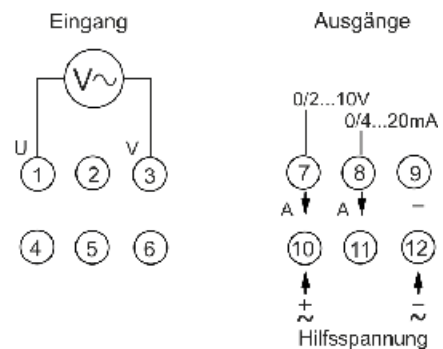 Eingang Ausgänge
V~
0/2...10V
0/4...20mA
U V
1 2 3 7 8 9
A A –
4 5 6 10 11 12
+ –
~ ~
Hilfsspannung